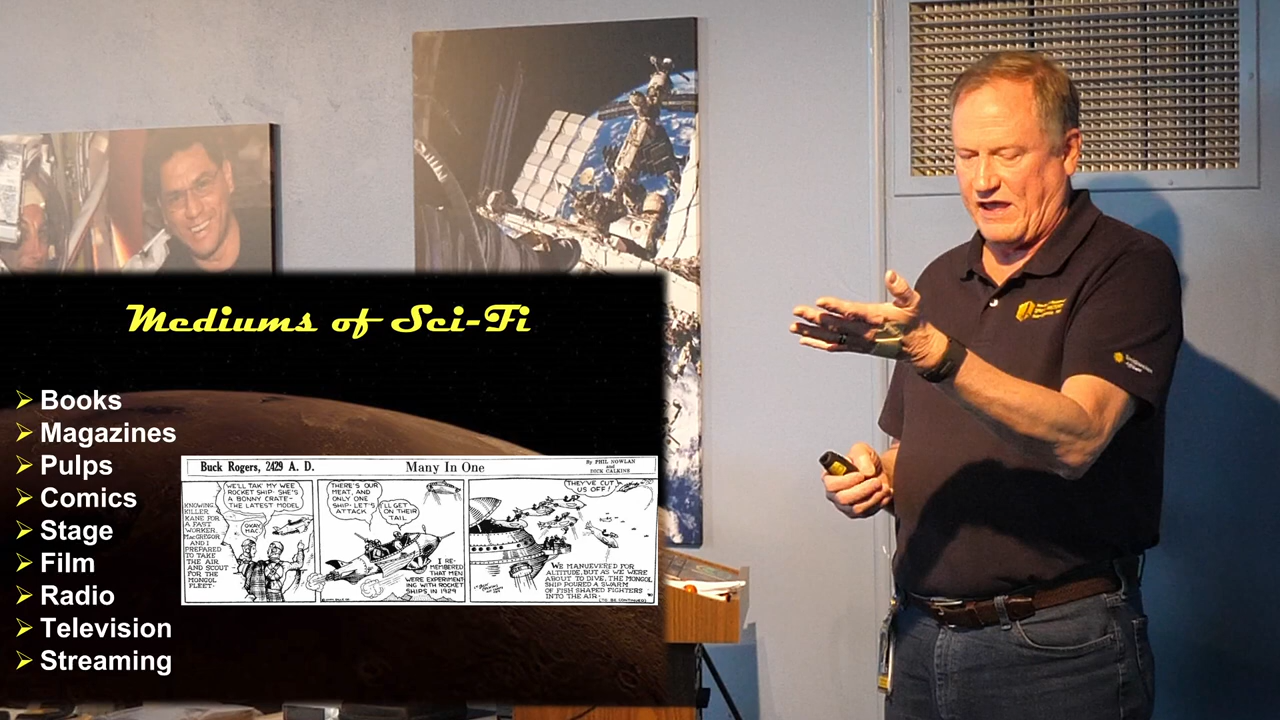 Mediums of Sci-Fi
Books
Magazines
Pulps
Comics
Stage
Film
Radio
Television
Streaming
Buck Rogers, 2429 A. D.
Many In One
By PHIL NOWLAN
and
DICK CALKINS
KNOWING
KILLER
KANE FOR
A FAST
WORKER,
MacGREGOR
AND I
PREPARED
TO TAKE
THE AIR
AND SCOUT
FOR THE
MONGOL
FLEET-
WE'LL TAK' MY WEE
ROCKET SHIP- SHE'S
A BONNY CRATE-
THE LATEST MODEL
OKAY,
MAC
THERE'S OUR
MEAT, AND
ONLY ONE
SHIP- LET'S
ATTACK
I'LL GET
ON THEIR
TAIL
I RE-
MEMBERED
THAT MEN
WERE EXPERIMENT-
ING WITH ROCKET
SHIPS IN 1929
THEY'VE CUT
US OFF!
WE MANUEVERED FOR
ALTITUDE, BUT AS WE WERE
ABOUT TO DIVE, THE MONGOL
SHIP POURED A SWARM
OF FISH SHAPED FIGHTERS
INTO THE AIR.
(TO BE CONTINUED)
Smithsonian